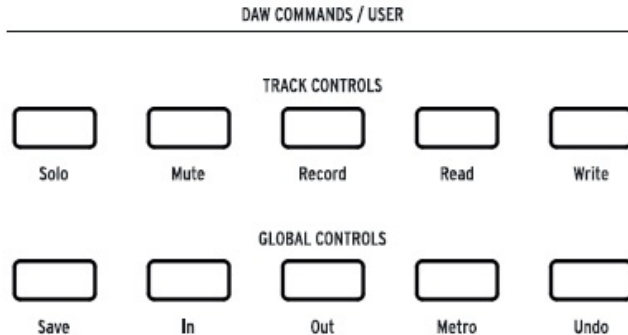 DAW COMMANDS / USER
TRACK CONTROLS
Solo Mute Record Read Write
GLOBAL CONTROLS
Save In Out Metro Undo